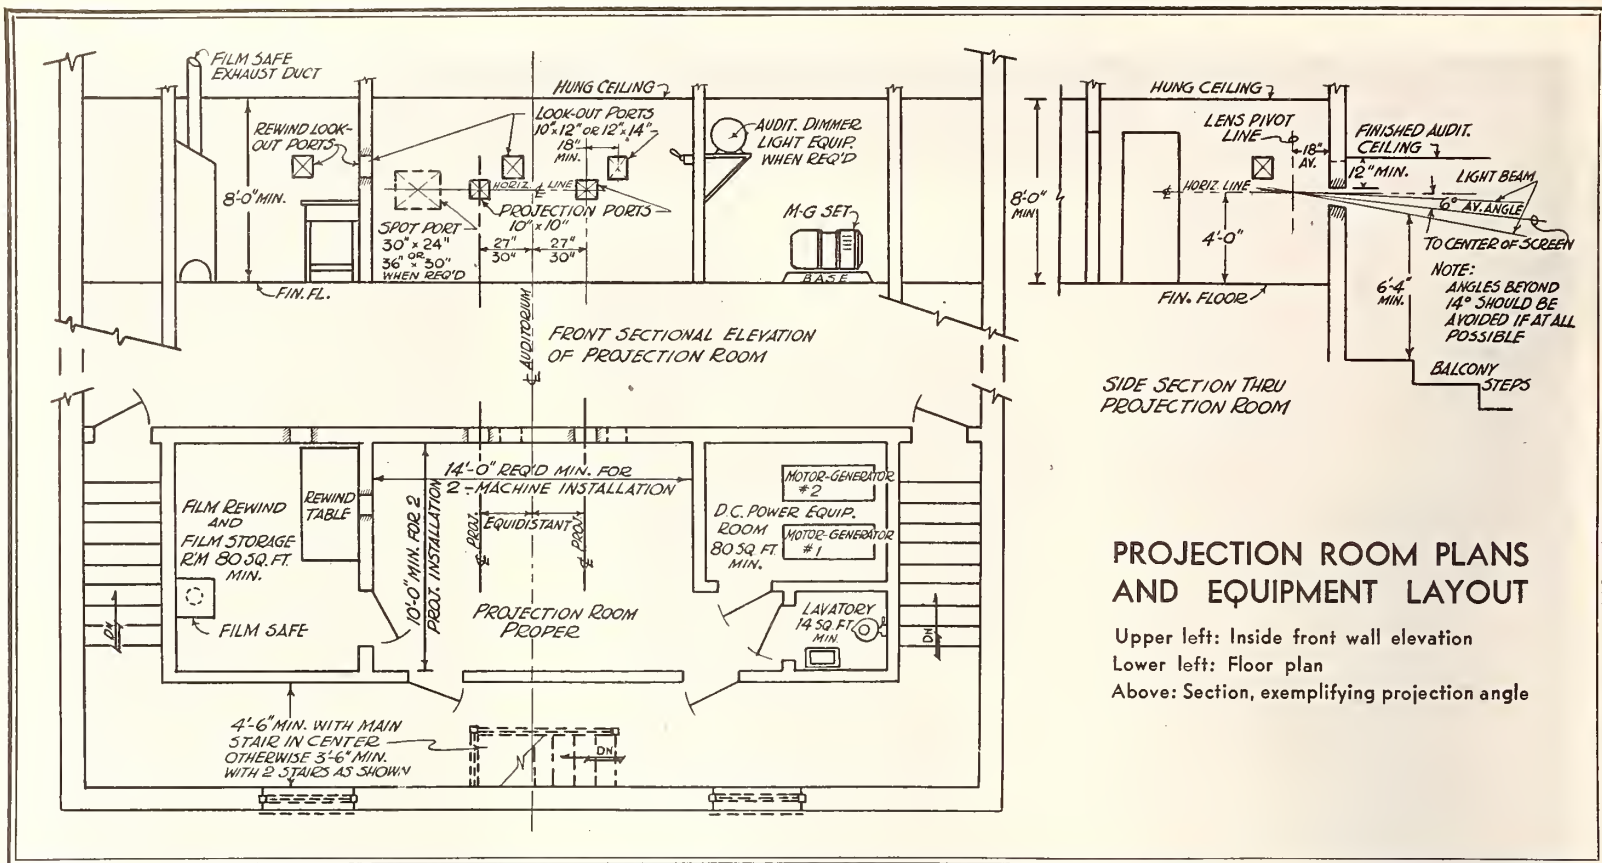 FILM SAFE
EXHAUST DUCT
HUNG CEILING
REWIND LOOK-
OUT PORTS
LOOK-OUT PORTS
10"x12" OR 12"x14"
18"
MIN.
AUDIT. DIMMER
LIGHT EQUIP.
WHEN REQ'D
8'-0" MIN.
HORIZ. ℄ LINE
PROJECTION PORTS
10"x10"
SPOT PORT
30" x 24"
OR
36" x 30"
WHEN REQ'D
27"
30"
27"
30"
M-G SET
BASE
FIN. FL.
℄ AUDITORIUM
FRONT SECTIONAL ELEVATION
OF PROJECTION ROOM
HUNG CEILING
LENS PIVOT
LINE
18"
AV.
FINISHED AUDIT.
CEILING
12" MIN.
LIGHT BEAM
8'-0"
MIN
℄ HORIZ LINE
6°
AV. ANGLE
4'-0"
TO CENTER OF SCREEN
FIN. FLOOR
6'-4"
MIN.
NOTE:
ANGLES BEYOND
14° SHOULD BE
AVOIDED IF AT ALL
POSSIBLE
BALCONY
STEPS
SIDE SECTION THRU
PROJECTION ROOM
14'-0" REQ'D MIN. FOR
2-MACHINE INSTALLATION
10'-0" MIN. FOR 2
PROJ. INSTALLATION
EQUIDISTANT
℄ PROJ.
℄ PROJ.
FILM REWIND
AND
FILM STORAGE
R'M 80 SQ. FT.
MIN.
REWIND
TABLE
FILM SAFE
DN
PROJECTION ROOM
PROPER
MOTOR-GENERATOR
#2
D.C. POWER EQUIP.
ROOM
80 SQ FT
MIN.
MOTOR-GENERATOR
#1
LAVATORY
14 SQ. FT
MIN.
DN
4'-6" MIN. WITH MAIN
STAIR IN CENTER
OTHERWISE 3'-6" MIN.
WITH 2 STAIRS AS SHOWN
DN
PROJECTION ROOM PLANS
AND EQUIPMENT LAYOUT
Upper left: Inside front wall elevation
Lower left: Floor plan
Above: Section, exemplifying projection angle